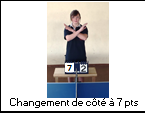 7 2
Changement de côté à 7 pts